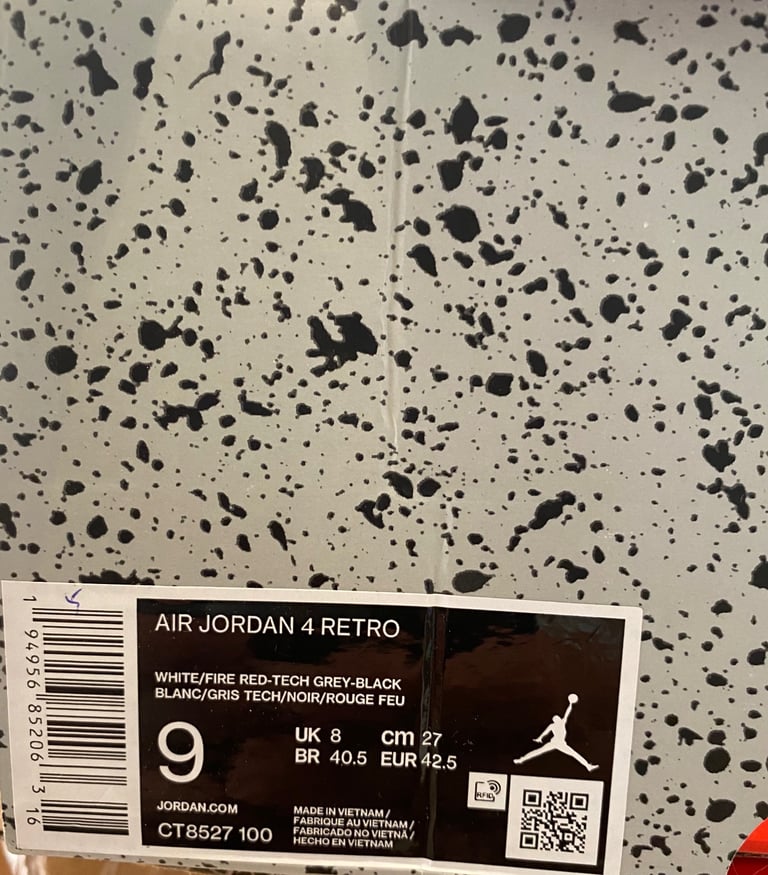 AIR JORDAN 4 RETRO
WHITE/FIRE RED-TECH GREY-BLACK
BLANC/GRIS TECH/NOIR/ROUGE FEU
9
UK 8 cm 27
BR 40.5 EUR 42.5
JORDAN.COM
CT8527 100
MADE IN VIETNAM /
FABRIQUE AU VIETNAM /
FABRICADO NO VIETNÃ /
HECHO EN VIETNAM
RFID
1 94956 85206 3 16